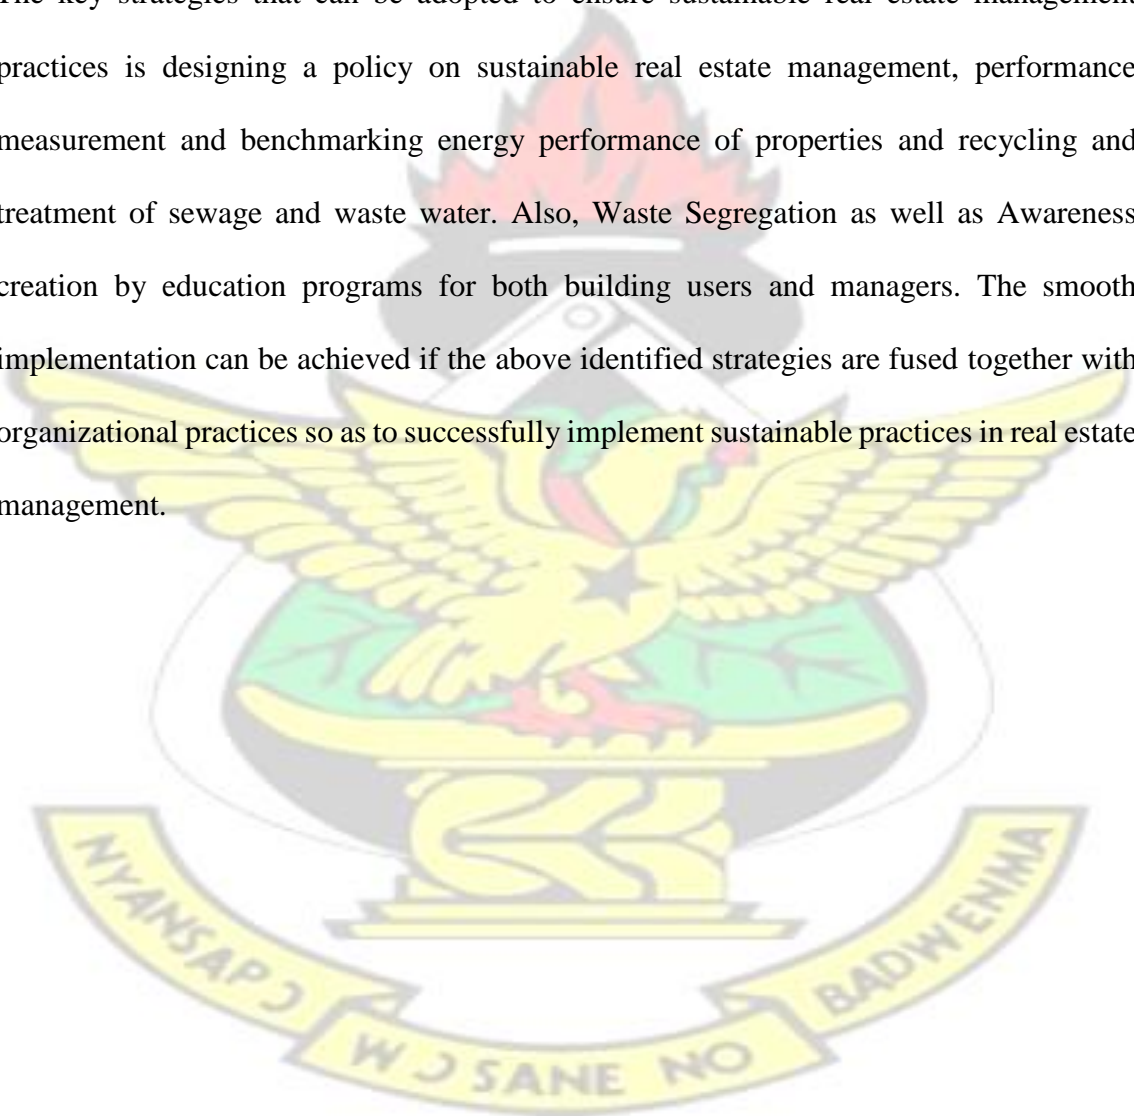 The key strategies that can be adopted to ensure sustainable real estate management
practices is designing a policy on sustainable real estate management, performance
measurement and benchmarking energy performance of properties and recycling and
treatment of sewage and waste water. Also, Waste Segregation as well as Awareness
creation by education programs for both building users and managers. The smooth
implementation can be achieved if the above identified strategies are fused together with
organizational practices so as to successfully implement sustainable practices in real estate
management.
NYANSAPƆ
WƆSANE NO
BADWENMA